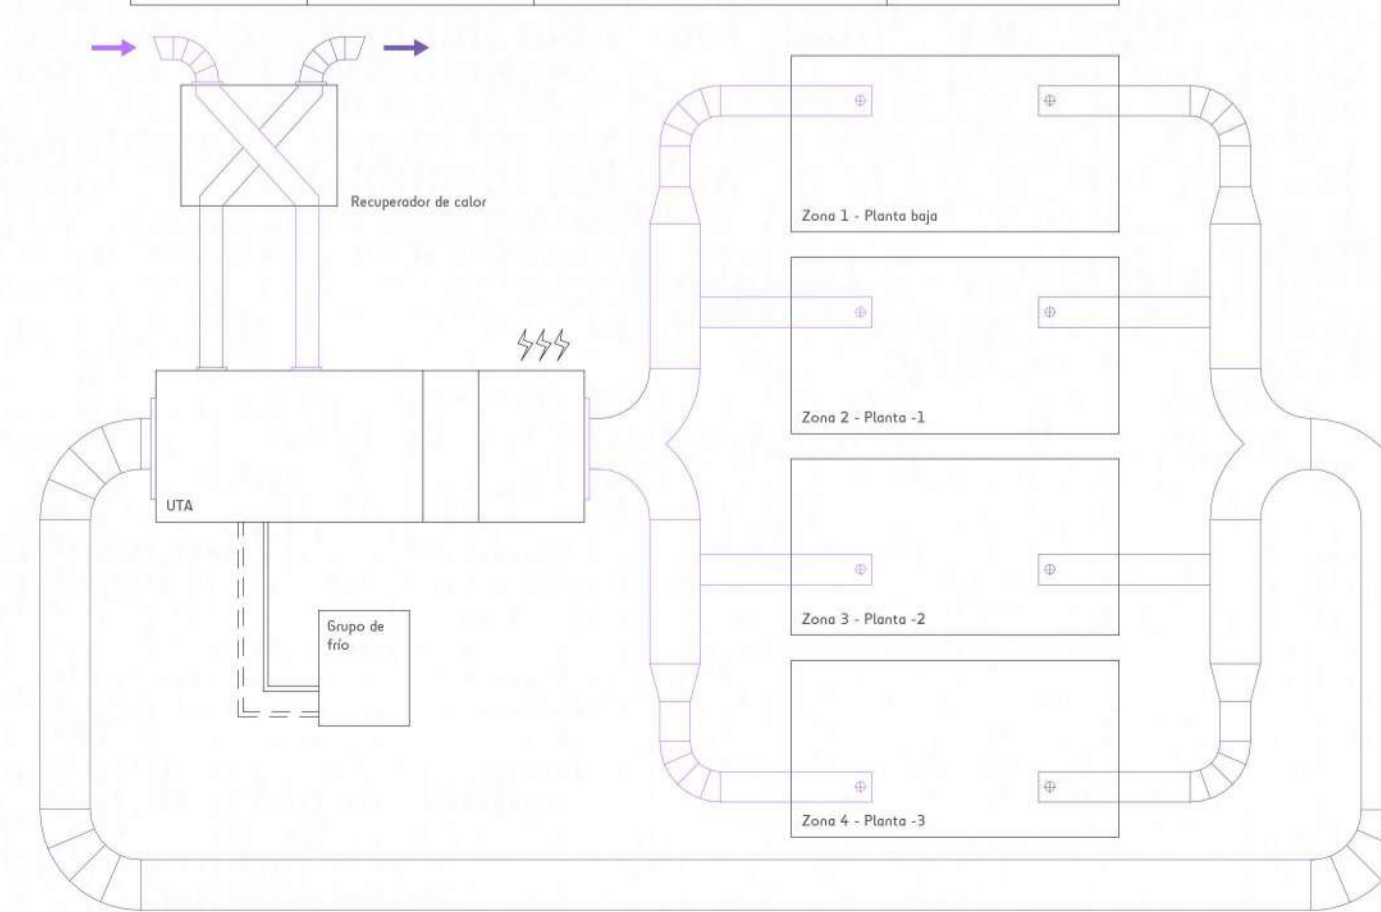 Recuperador de calor
Zona 1 - Planta baja
Zona 2 - Planta -1
UTA
Grupo de
frío
Zona 3 - Planta -2
Zona 4 - Planta -3